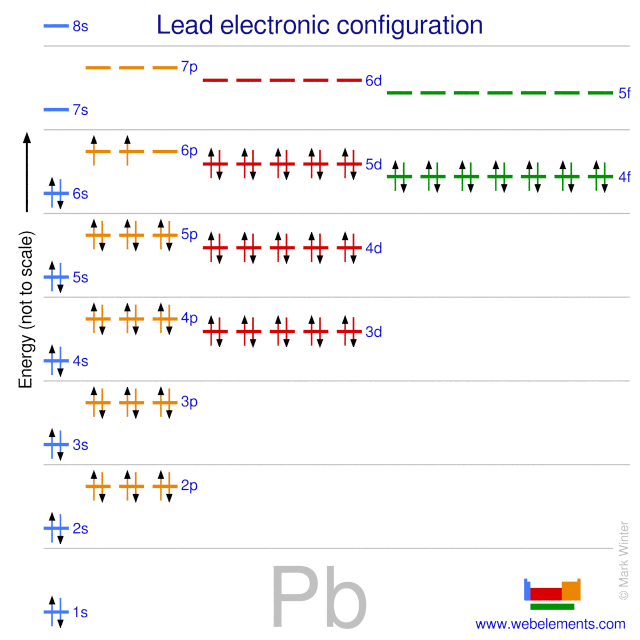 Lead electronic configuration
8s
7p
6d
5f
7s
6p
5d
4f
6s
5p
4d
5s
4p
3d
4s
3p
3s
2p
2s
1s
Energy (not to scale)
Pb
© Mark Winter
www.webelements.com